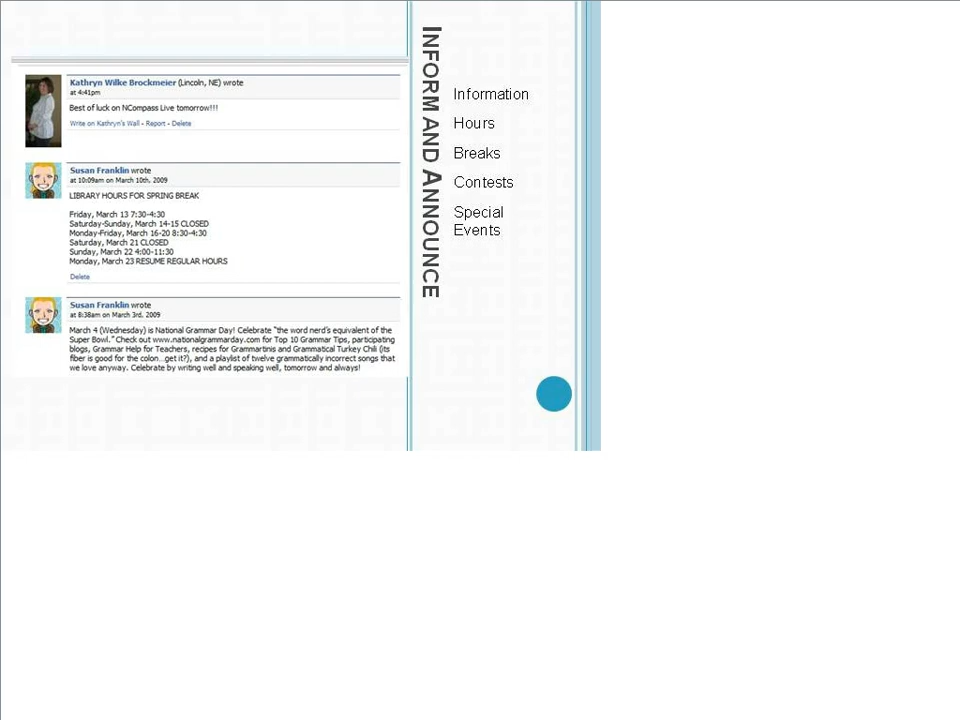 Kathryn Wilke Brockmeier (Lincoln, NE) wrote
at 4:41pm
Best of luck on NCompass Live tomorrow!!!
Write on Kathryn's Wall - Report - Delete
Susan Franklin wrote
at 10:09am on March 10th, 2009
LIBRARY HOURS FOR SPRING BREAK
Friday, March 13 7:30-4:30
Saturday-Sunday, March 14-15 CLOSED
Monday-Friday, March 16-20 8:30-4:30
Saturday, March 21 CLOSED
Sunday, March 22 4:00-11:30
Monday, March 23 RESUME REGULAR HOURS
Delete
Susan Franklin wrote
at 8:38am on March 3rd, 2009
March 4 (Wednesday) is National Grammar Day! Celebrate "the word nerd's equivalent of the
Super Bowl." Check out www.nationalgrammarday.com for Top 10 Grammar Tips, participating
blogs, Grammar Help for Teachers, recipes for Grammartinis and Grammatical Turkey Chili (its
fiber is good for the colon...get it?), and a playlist of twelve grammatically incorrect songs that
we love anyway. Celebrate by writing well and speaking well, tomorrow and always!
INFORM AND ANNOUNCE
Information
Hours
Breaks
Contests
Special
Events